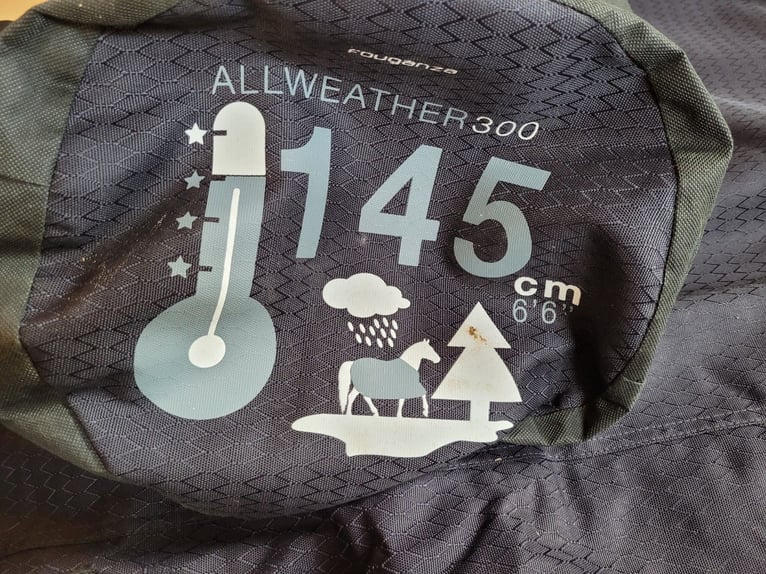 Fouganza
ALLWEATHER300
145
cm
6'6"